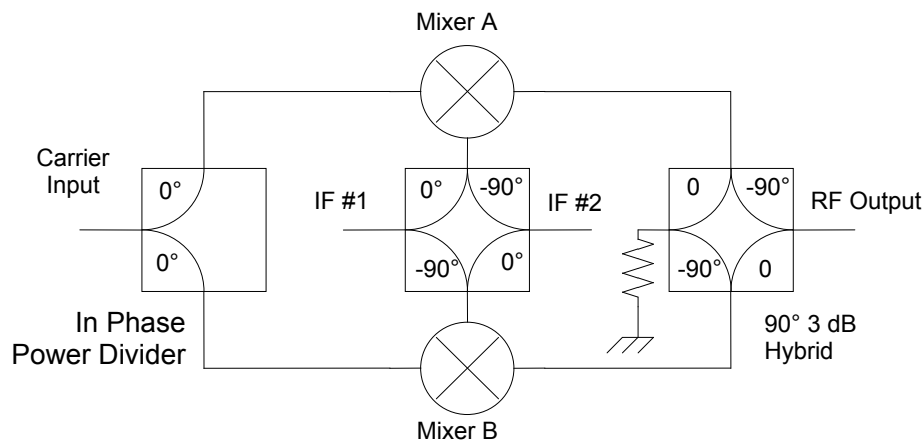 Mixer A
Carrier
Input
0°
0°
In Phase
Power Divider
IF #1
0°
-90°
-90°
0°
IF #2
0
-90°
-90°
0
RF Output
90° 3 dB
Hybrid
Mixer B